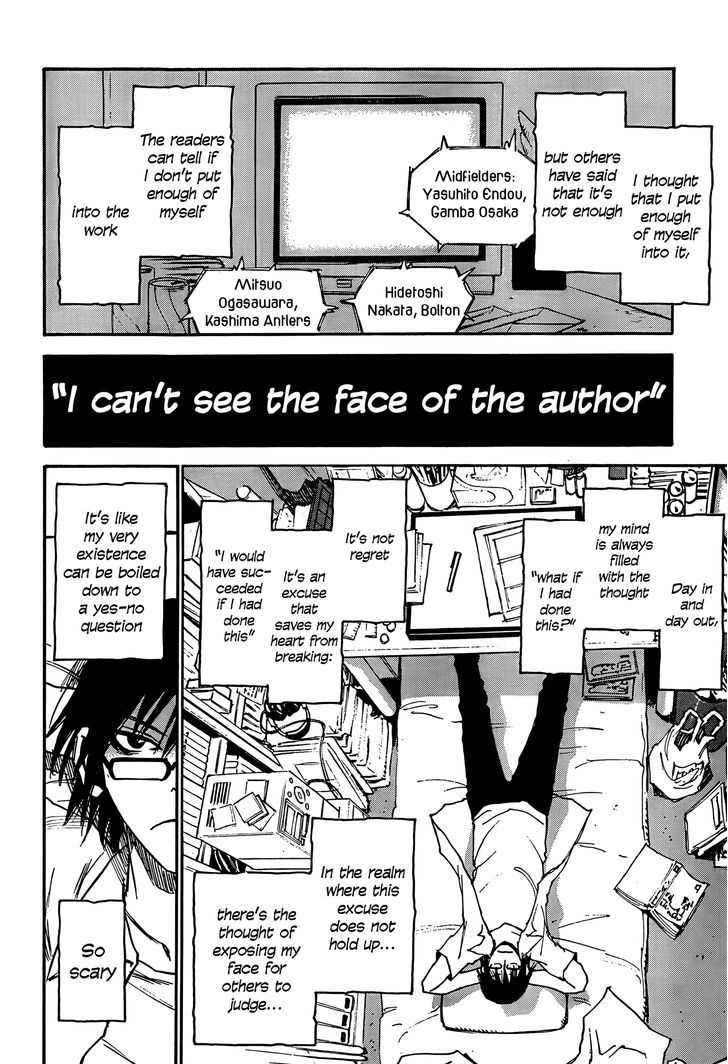 I thought
that I put
enough
of myself
into it,
but others
have said
that it's
not enough
Midfielders:
Yasuhito Endou,
Gamba Osaka
The readers
can tell if
I don't put
enough of
myself
into the
work
Hidetoshi
Nakata, Bolton
Mitsuo
Ogasawara,
Kashima Antlers
"I can't see the face of the author"
Day in
and
day out,
my mind
is always
filled
with the
thought
"what if
I had
done
this?"
It's not
regret
It's an
excuse
that
saves my
heart from
breaking:
"I would
have suc-
ceeded
if I had
done
this"
In the realm
where this
excuse
does not
hold up...
there's the
thought of
exposing my
face for
others to
judge...
It's like
my very
existence
can be boiled
down to
a yes-no
question
So
scary